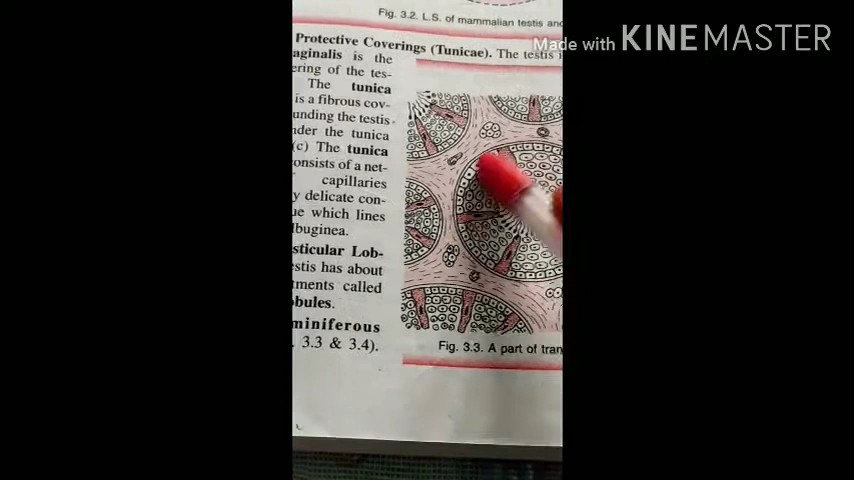 Fig. 3.2. L.S. of mammalian testis and
Made with KINEMASTER
Protective Coverings (Tunicae). The testis i
aginalis is the
ering of the tes-
The tunica
is a fibrous cov-
unding the testis
nder the tunica
(c) The tunica
onsists of a net-
capillaries
y delicate con-
ue which lines
lbuginea.
sticular Lob-
estis has about
tments called
obules.
miniferous
. 3.3 & 3.4).
Fig. 3.3. A part of tran